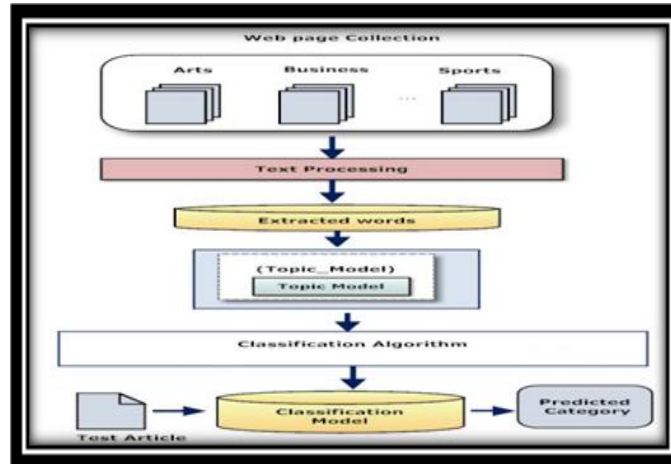 Web page Collection
Arts Business Sports
...
Text Processing
Extracted words
(Topic_Model)
Topic Model
Classification Algorithm
Classification
Model
Predicted
Category
Test Article